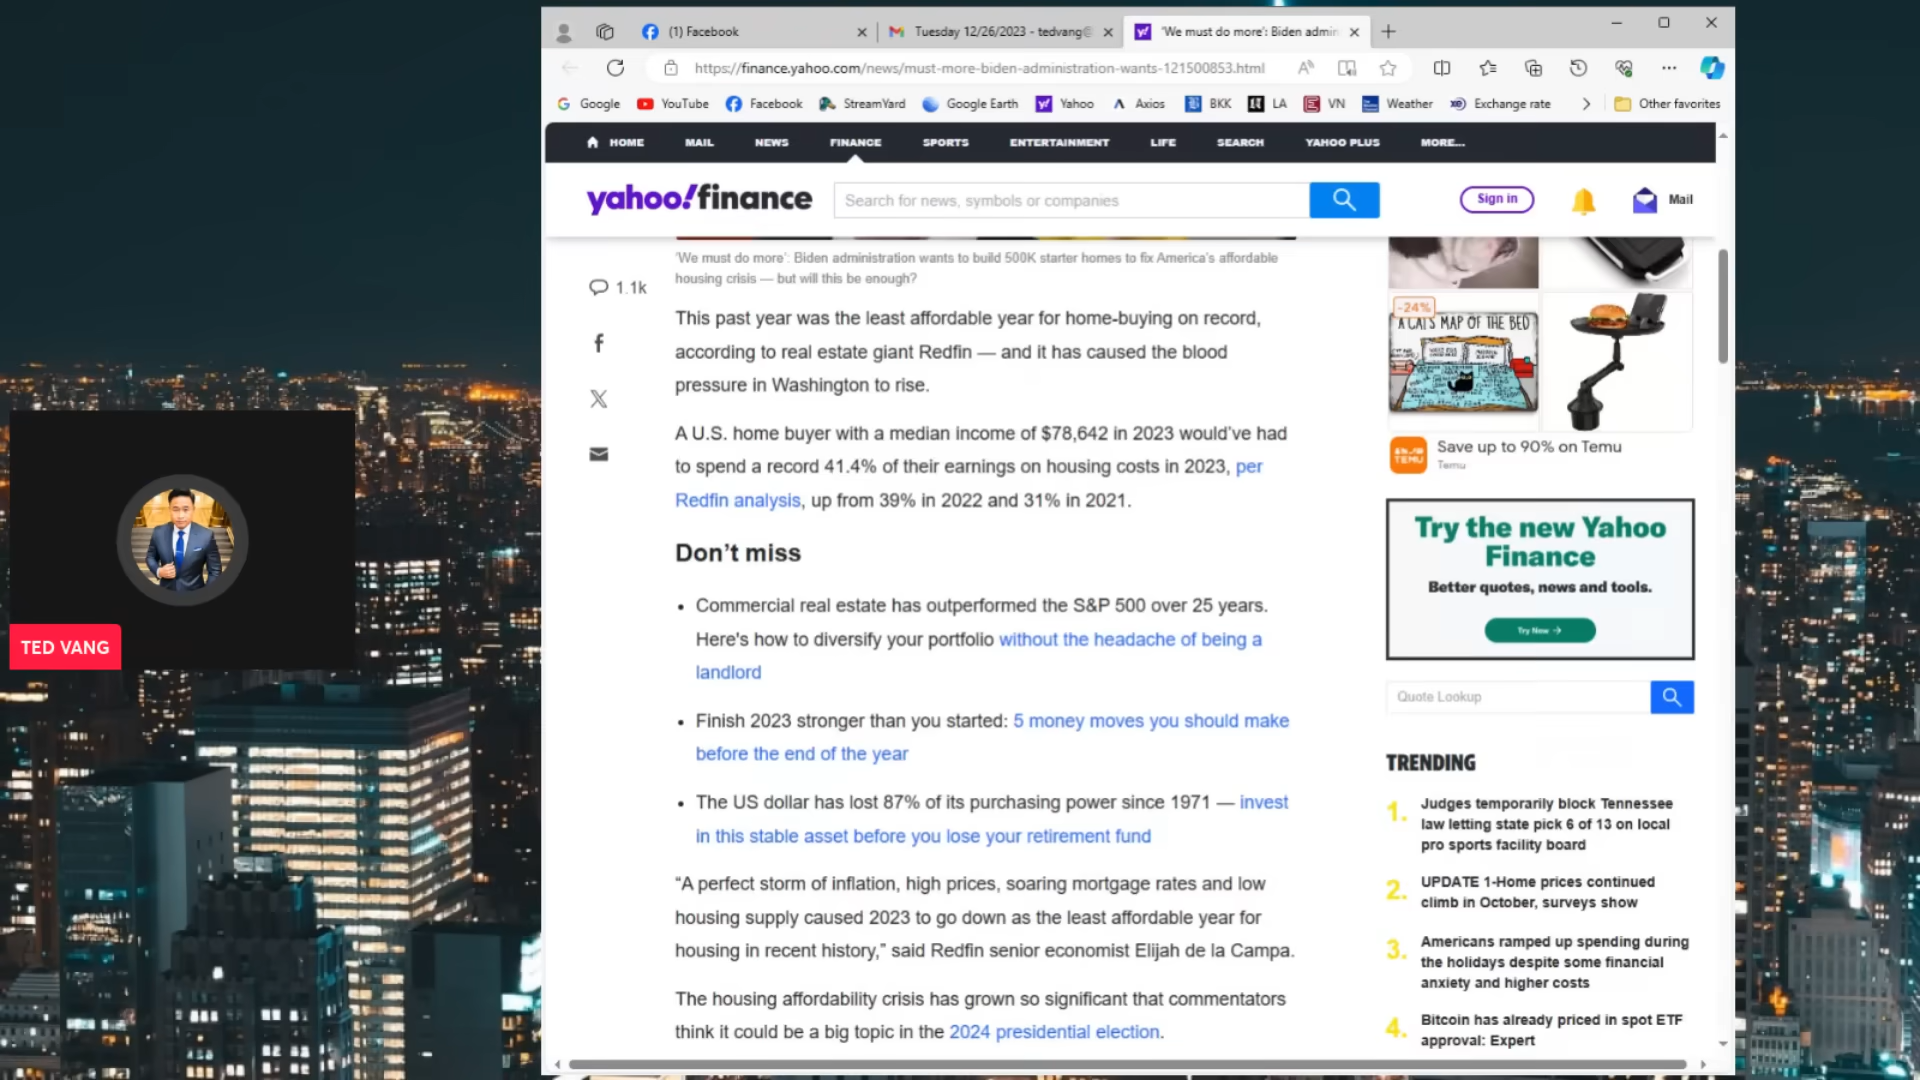 (1) Facebook
Tuesday 12/26/2023 - tedvang@
'We must do more': Biden admin
https://finance.yahoo.com/news/must-more-biden-administration-wants-121500853.html
Google
YouTube
Facebook
StreamYard
Google Earth
Yahoo
Axios
BKK
LA
VN
Weather
Exchange rate
Other favorites
HOME
MAIL
NEWS
FINANCE
SPORTS
ENTERTAINMENT
LIFE
SEARCH
YAHOO PLUS
MORE...
yahoo!finance
Search for news, symbols or companies
Sign in
Mail
'We must do more': Biden administration wants to build 500K starter homes to fix America's affordable
housing crisis — but will this be enough?
1.1k
This past year was the least affordable year for home-buying on record,
according to real estate giant Redfin — and it has caused the blood
pressure in Washington to rise.
A U.S. home buyer with a median income of $78,642 in 2023 would've had
to spend a record 41.4% of their earnings on housing costs in 2023, per
Redfin analysis, up from 39% in 2022 and 31% in 2021.
Don't miss
• Commercial real estate has outperformed the S&P 500 over 25 years.
Here's how to diversify your portfolio without the headache of being a
landlord
• Finish 2023 stronger than you started: 5 money moves you should make
before the end of the year
• The US dollar has lost 87% of its purchasing power since 1971 — invest
in this stable asset before you lose your retirement fund
“A perfect storm of inflation, high prices, soaring mortgage rates and low
housing supply caused 2023 to go down as the least affordable year for
housing in recent history,” said Redfin senior economist Elijah de la Campa.
The housing affordability crisis has grown so significant that commentators
think it could be a big topic in the 2024 presidential election.
-24%
A CAT'S MAP OF THE BED
TEMU
Save up to 90% on Temu
Temu
Try the new Yahoo
Finance
Better quotes, news and tools.
Try Now →
Quote Lookup
TRENDING
1. Judges temporarily block Tennessee
law letting state pick 6 of 13 on local
pro sports facility board
2. UPDATE 1-Home prices continued
climb in October, surveys show
3. Americans ramped up spending during
the holidays despite some financial
anxiety and higher costs
4. Bitcoin has already priced in spot ETF
approval: Expert
TED VANG